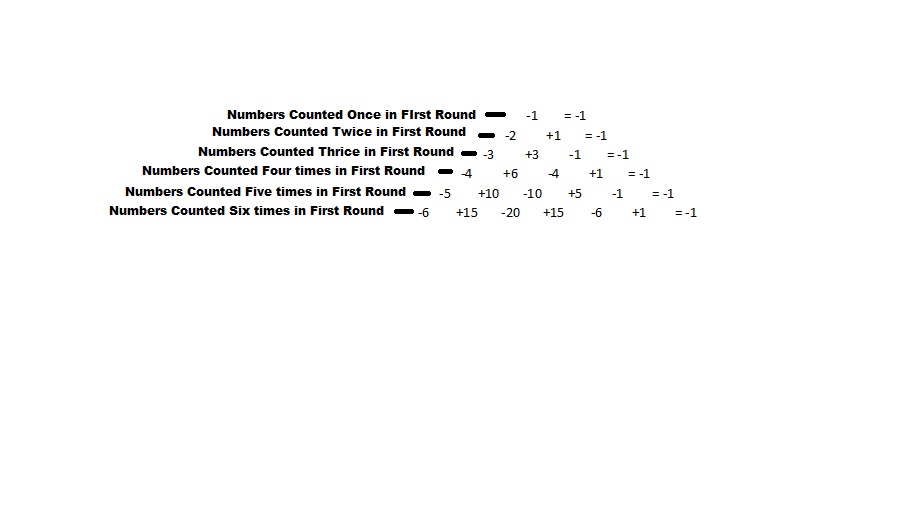 Numbers Counted Once in FIrst Round — -1 = -1
Numbers Counted Twice in First Round — -2 +1 = -1
Numbers Counted Thrice in First Round — -3 +3 -1 = -1
Numbers Counted Four times in First Round — -4 +6 -4 +1 = -1
Numbers Counted Five times in First Round — -5 +10 -10 +5 -1 = -1
Numbers Counted Six times in First Round — -6 +15 -20 +15 -6 +1 = -1